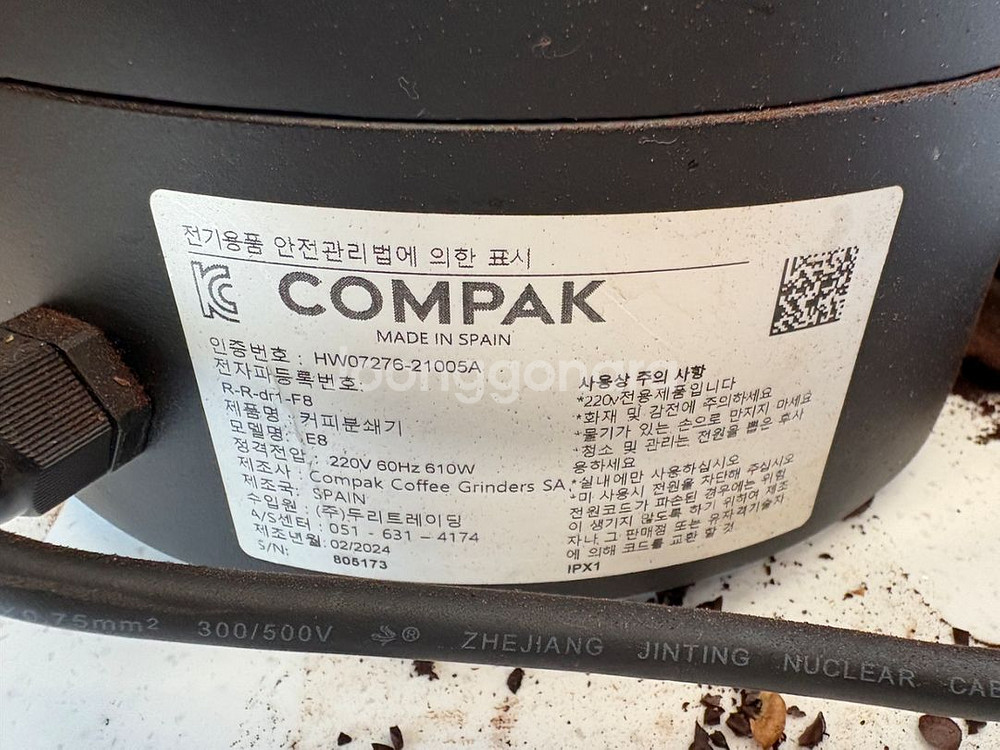 전기용품 안전관리법에 의한 표시
COMPAK
MADE IN SPAIN
인증번호 : HW07276-21005A
전자파등록번호:
R-R-dr1-F8
제품명 : 커피분쇄기
모델명: E8
정격전압 : 220V 60Hz 610W
제조사 : Compak Coffee Grinders SA.
제조국: SPAIN
수입원 : (주)두리트레이딩
A/S센터 : 051 - 631 - 4174
제조년월: 02/2024
S/N: 805173
사용상 주의 사항
*220v전용제품입니다
*화재 및 감전에 주의하세요
*물기가 있는 손으로 만지지 마세요
*청소 및 관리는 전원을 뽑은 후사
용하세요
*실내에만 사용하십시오
*미 사용시 전원을 차단해 주십시오
전원코드가 파손된 경우에는 위험
이 생기지 않도록 하기 위하여 제조
자나, 그 판매점 또는 유자격기술자
에 의해 코드를 교환 할 것
IPX1
0.75mm² 300/500V ® ZHEJIANG JINTING NUCLEAR